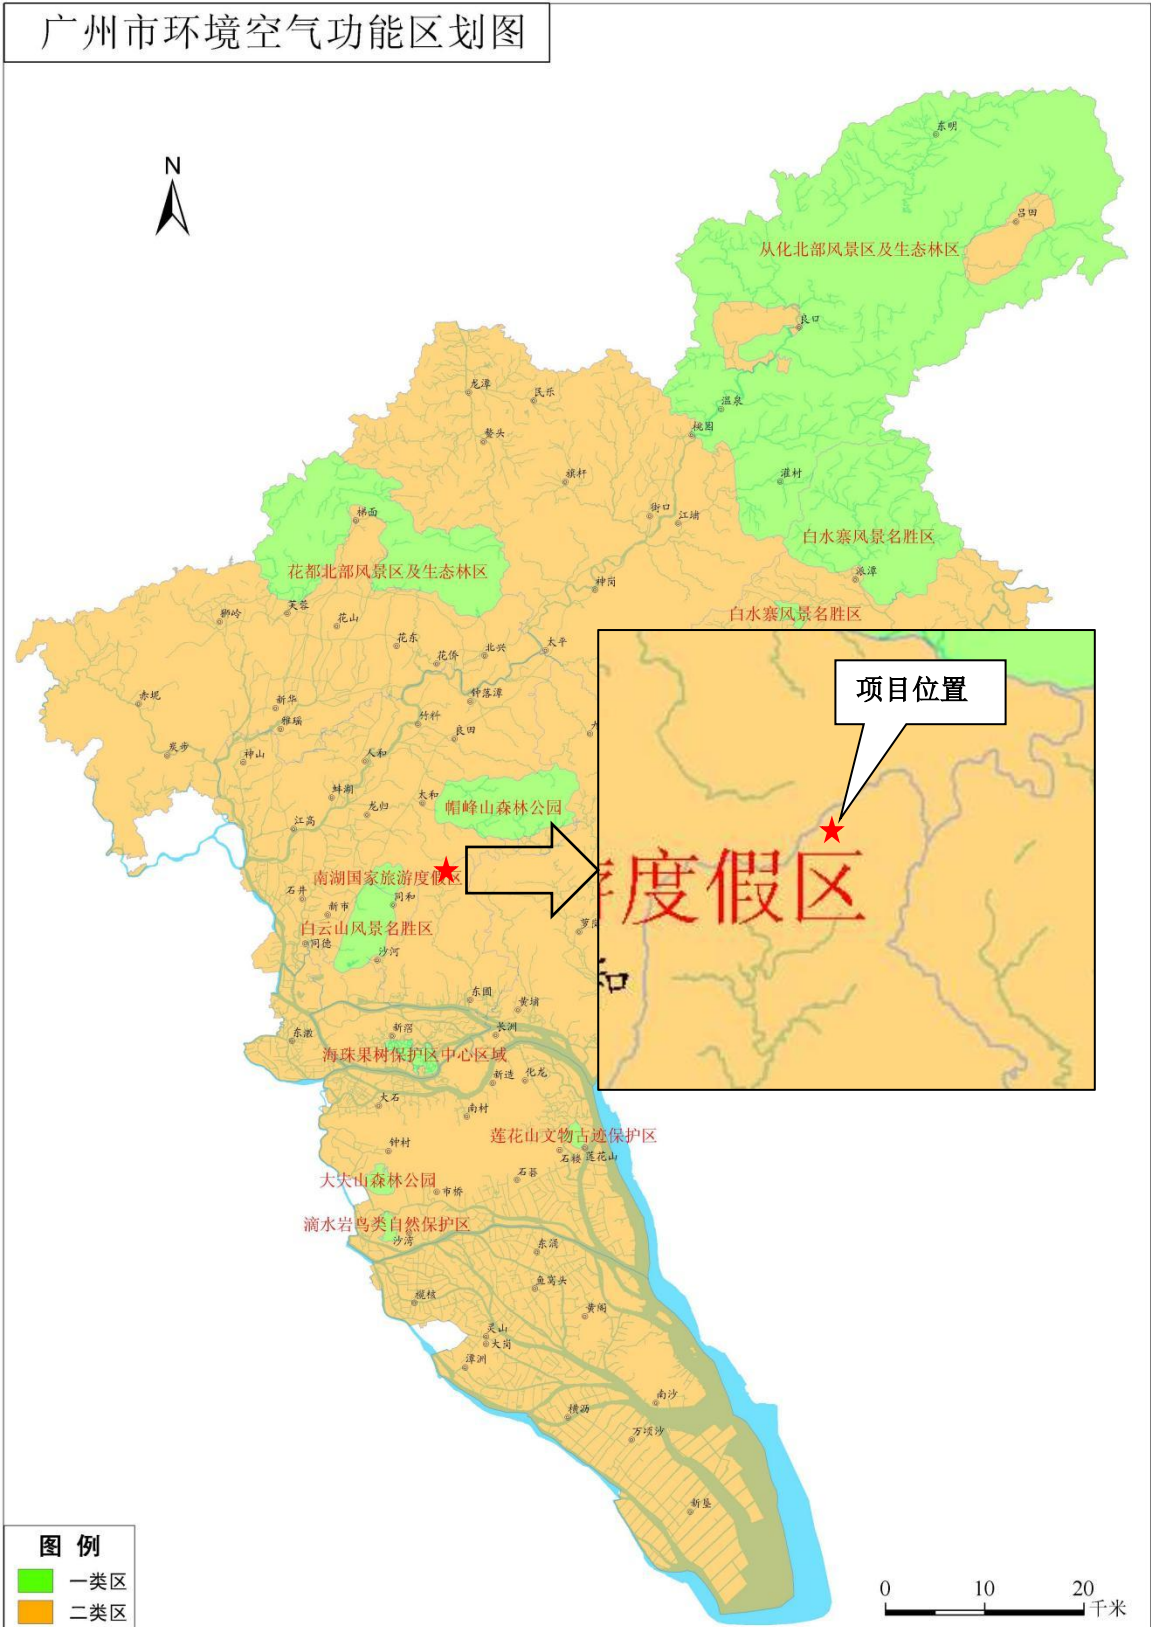 广州市环境空气功能区划图
N
东明
吕田
从化北部风景区及生态林区
良口
龙潭
民乐
温泉
鳌头
桃园
旗杆
灌村
街口
江埔
梯面
白水寨风景名胜区
花都北部风景区及生态林区
派潭
神岗
狮岭
芙蓉
花山
白水寨风景名胜区
花东
花侨
北兴
太平
赤坭
新华
钟落潭
项目位置
雅瑶
竹料
良田
炭步
神山
人和
蚌湖
龙归
太和
帽峰山森林公园
江高
南湖国家旅游度假区
度假区
石井
新市
同和
白云山风景名胜区
同德
沙河
和
东圃
黄埔
东漖
新滘
长洲
海珠果树保护区中心区域
新造
化龙
大石
南村
莲花山文物古迹保护区
钟村
石楼
莲花山
大夫山森林公园
石碁
市桥
滴水岩鸟类自然保护区
沙湾
东涌
鱼窝头
榄核
黄阁
灵山
大岗
潭洲
南沙
横沥
万顷沙
新垦
图 例
一类区
二类区
0 10 20
千米